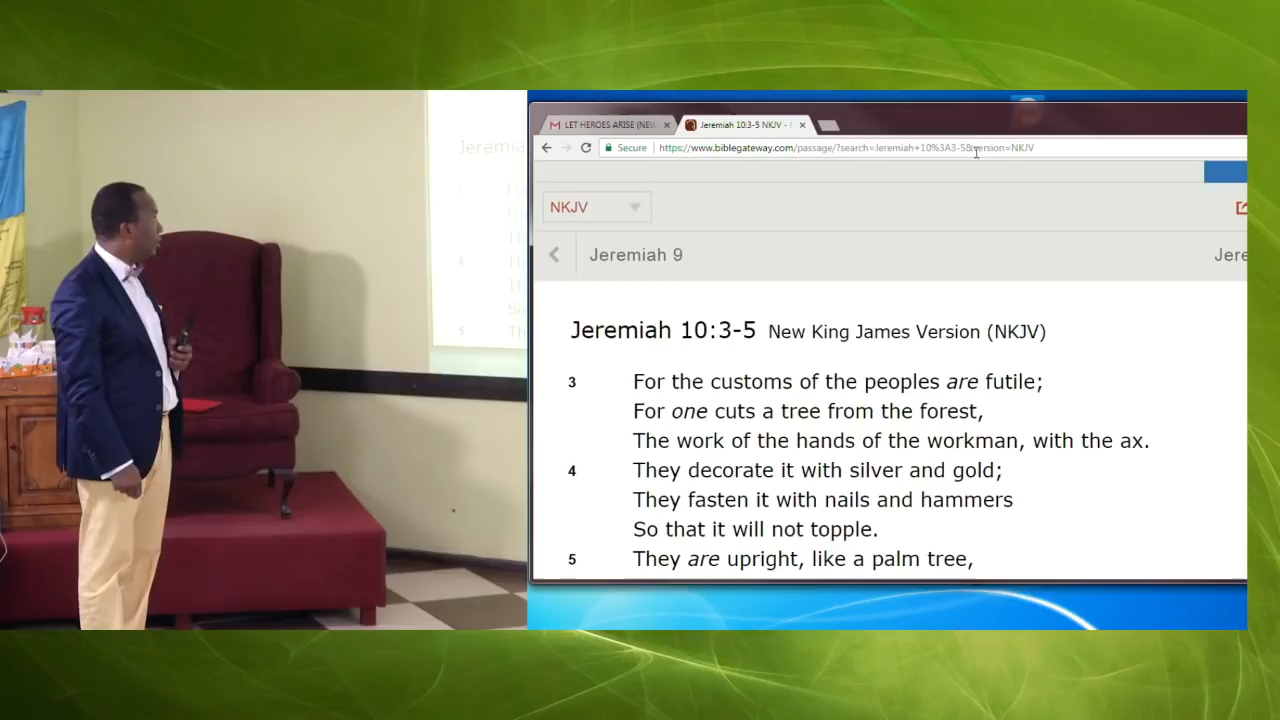 Jeremia
4
5
LET HEROES ARISE (NEW
Jeremiah 10:3-5 NKJV -
Secure
https://www.biblegateway.com/passage/?search=Jeremiah+10%3A3-5&version=NKJV
NKJV
Jeremiah 9
Jere
Jeremiah 10:3-5 New King James Version (NKJV)
3 For the customs of the peoples are futile;
For one cuts a tree from the forest,
The work of the hands of the workman, with the ax.
4 They decorate it with silver and gold;
They fasten it with nails and hammers
So that it will not topple.
5 They are upright, like a palm tree,